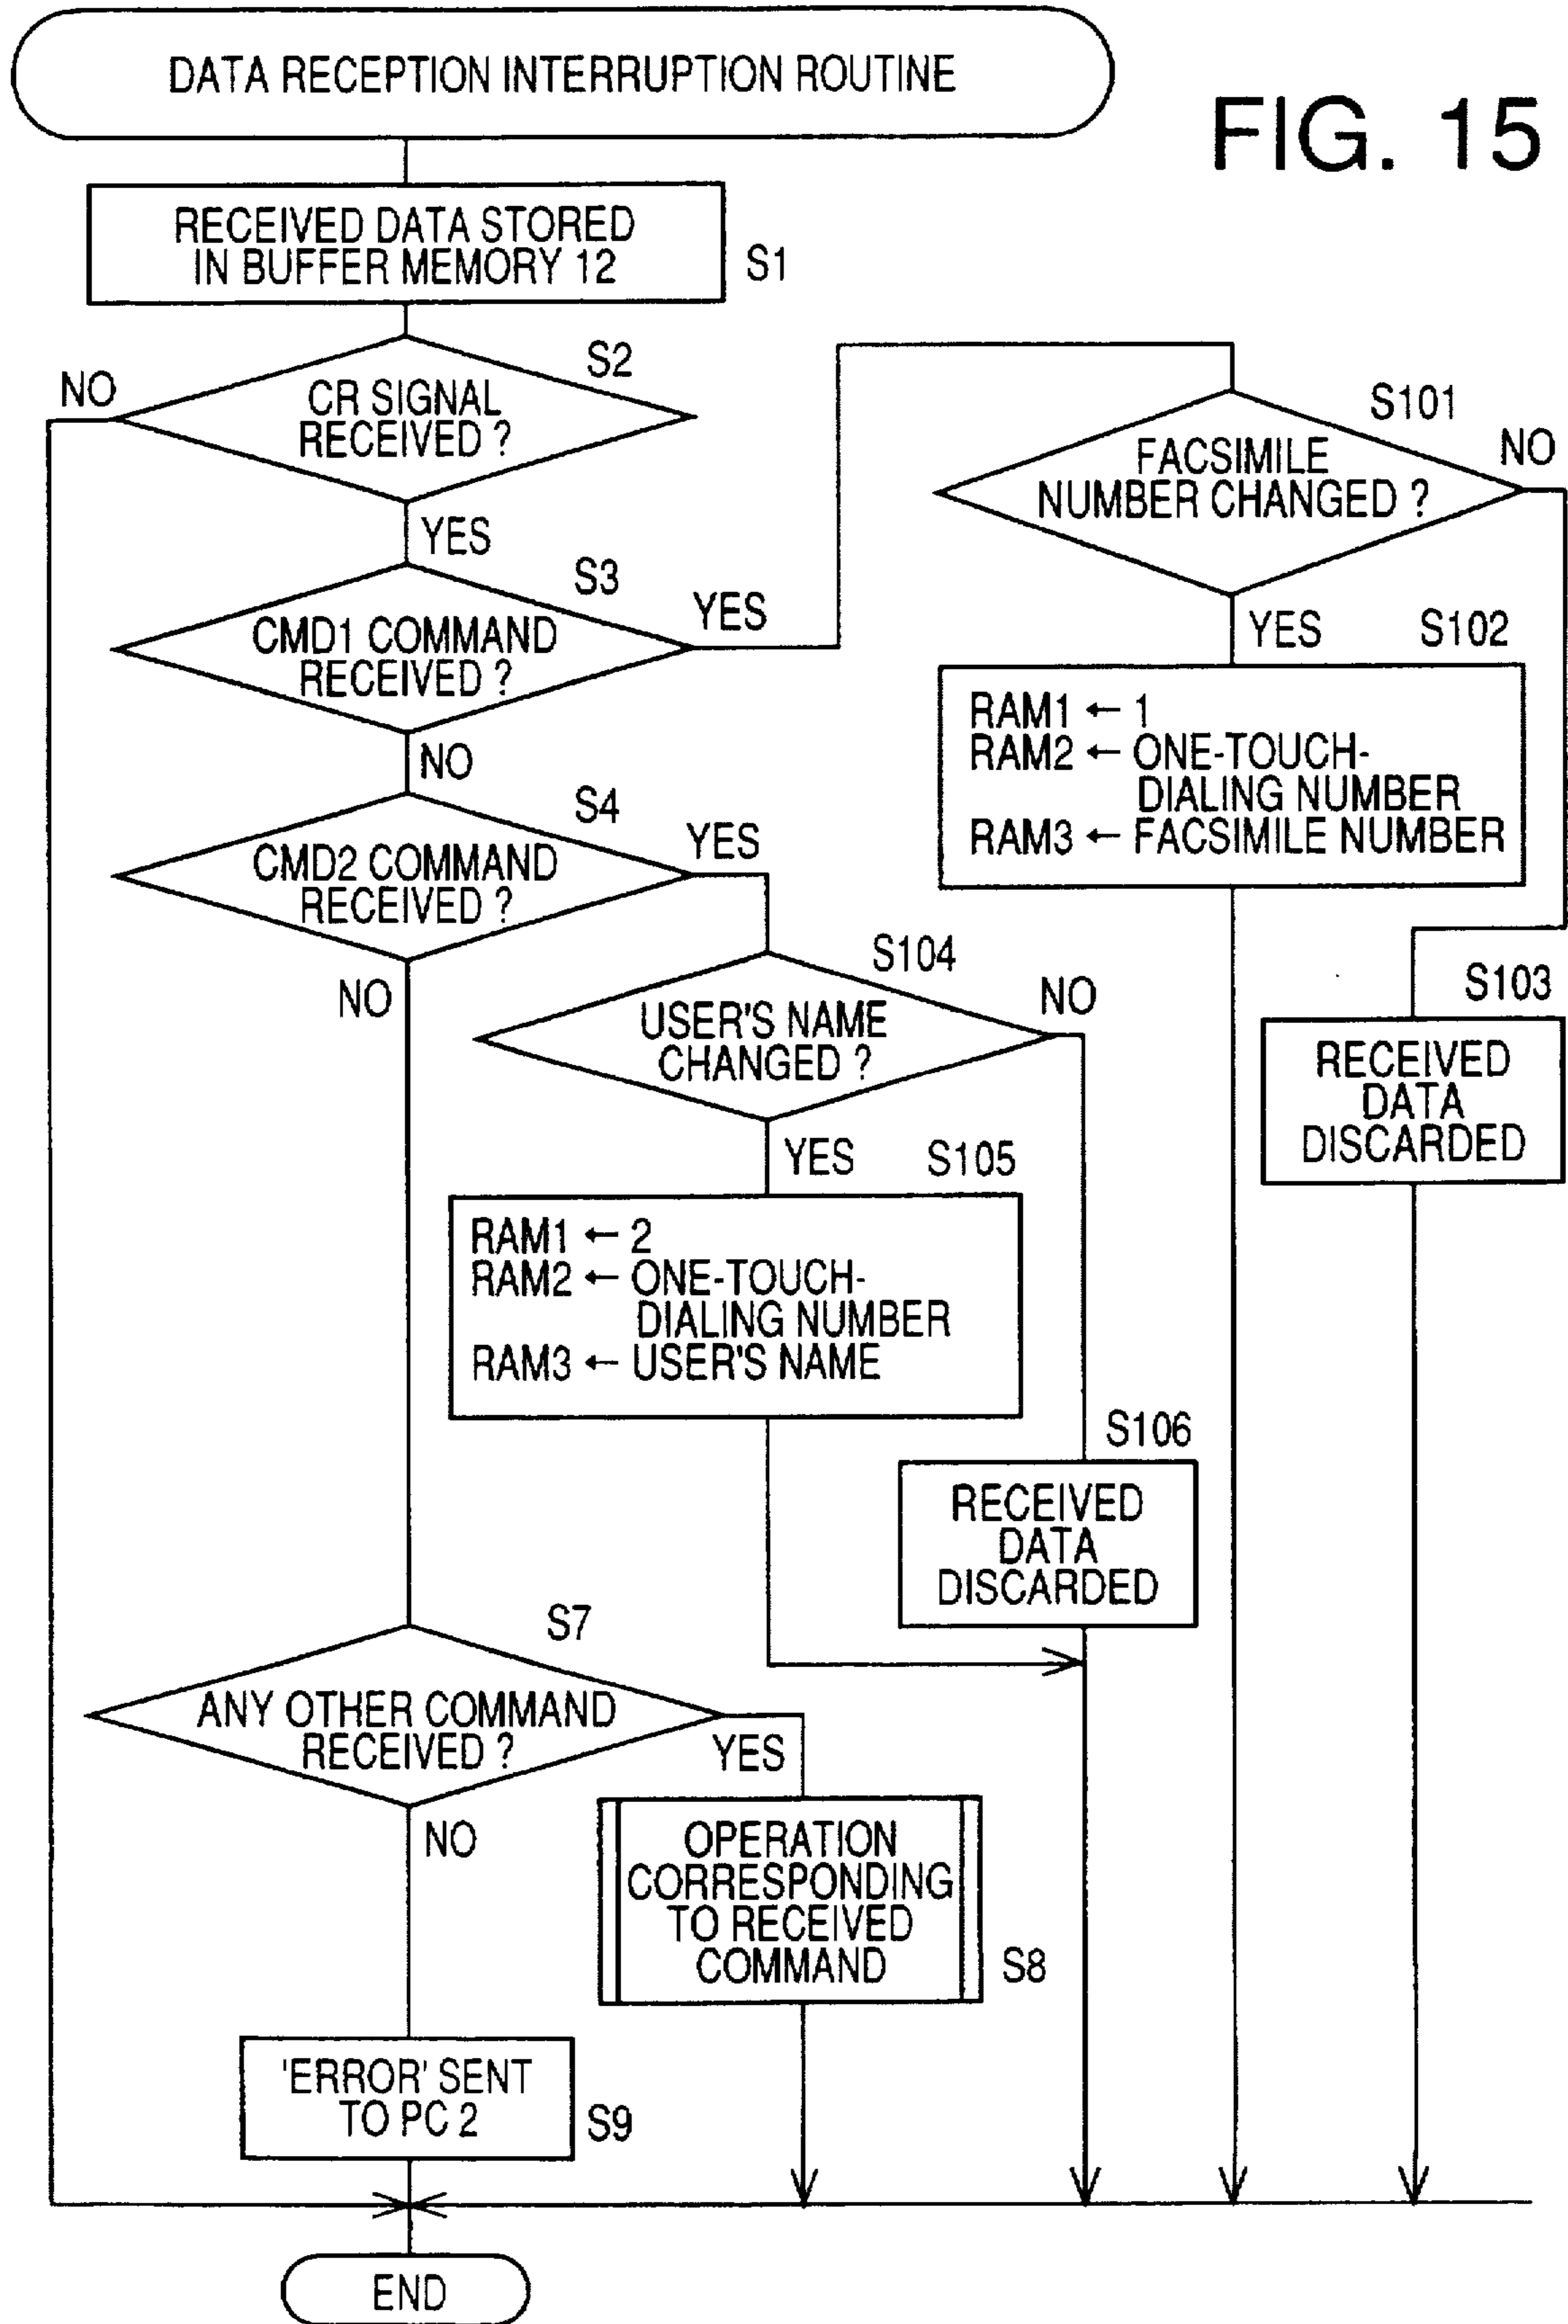 DATA RECEPTION INTERRUPTION ROUTINE
FIG. 15
RECEIVED DATA STORED
IN BUFFER MEMORY 12
S1
S2
NO
CR SIGNAL
RECEIVED ?
YES
S3
CMD1 COMMAND
RECEIVED ?
YES
NO
S101
FACSIMILE
NUMBER CHANGED ?
NO
YES
S102
RAM1 ← 1
RAM2 ← ONE-TOUCH-
DIALING NUMBER
RAM3 ← FACSIMILE NUMBER
S103
RECEIVED
DATA
DISCARDED
S4
CMD2 COMMAND
RECEIVED ?
YES
NO
S104
USER'S NAME
CHANGED ?
NO
YES
S105
RAM1 ← 2
RAM2 ← ONE-TOUCH-
DIALING NUMBER
RAM3 ← USER'S NAME
S106
RECEIVED
DATA
DISCARDED
S7
ANY OTHER COMMAND
RECEIVED ?
YES
NO
OPERATION
CORRESPONDING
TO RECEIVED
COMMAND
S8
'ERROR' SENT
TO PC 2
S9
END